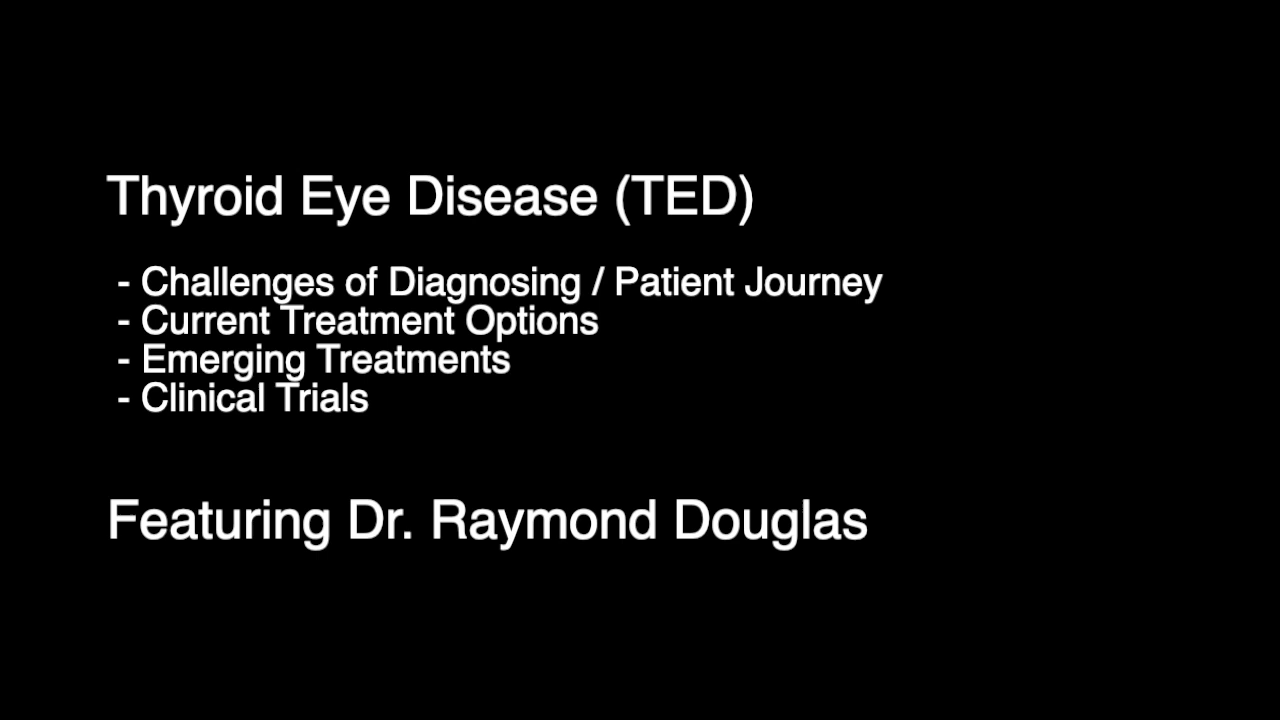 Thyroid Eye Disease (TED)
- Challenges of Diagnosing / Patient Journey
- Current Treatment Options
- Emerging Treatments
- Clinical Trials
Featuring Dr. Raymond Douglas